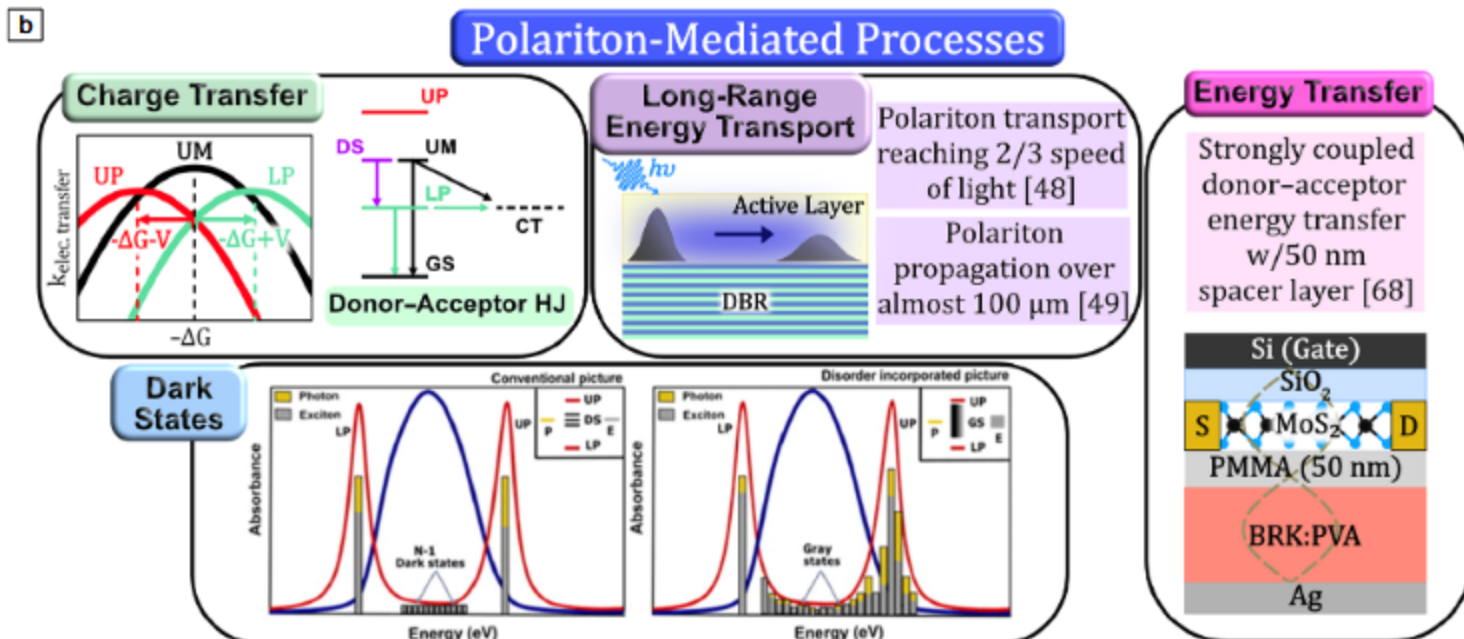 b
Polariton-Mediated Processes
Charge Transfer
UM
UP
LP
-ΔG-V
-ΔG+V
k elec. transfer
-ΔG
UP
DS
UM
LP
CT
GS
Donor–Acceptor HJ
Long-Range
Energy Transport
hν
Active Layer
DBR
Polariton transport
reaching 2/3 speed
of light [48]
Polariton
propagation over
almost 100 μm [49]
Energy Transfer
Strongly coupled
donor–acceptor
energy transfer
w/50 nm
spacer layer [68]
Si (Gate)
SiO₂
S
MoS₂
D
PMMA (50 nm)
BRK:PVA
Ag
Dark
States
Conventional picture
Photon
Exciton
LP
UP
P
UP
DS
E
LP
N-1
Dark states
Absorbance
Energy (eV)
Disorder incorporated picture
Photon
Exciton
LP
UP
P
UP
GS
E
LP
Gray
states
Absorbance
Energy (eV)